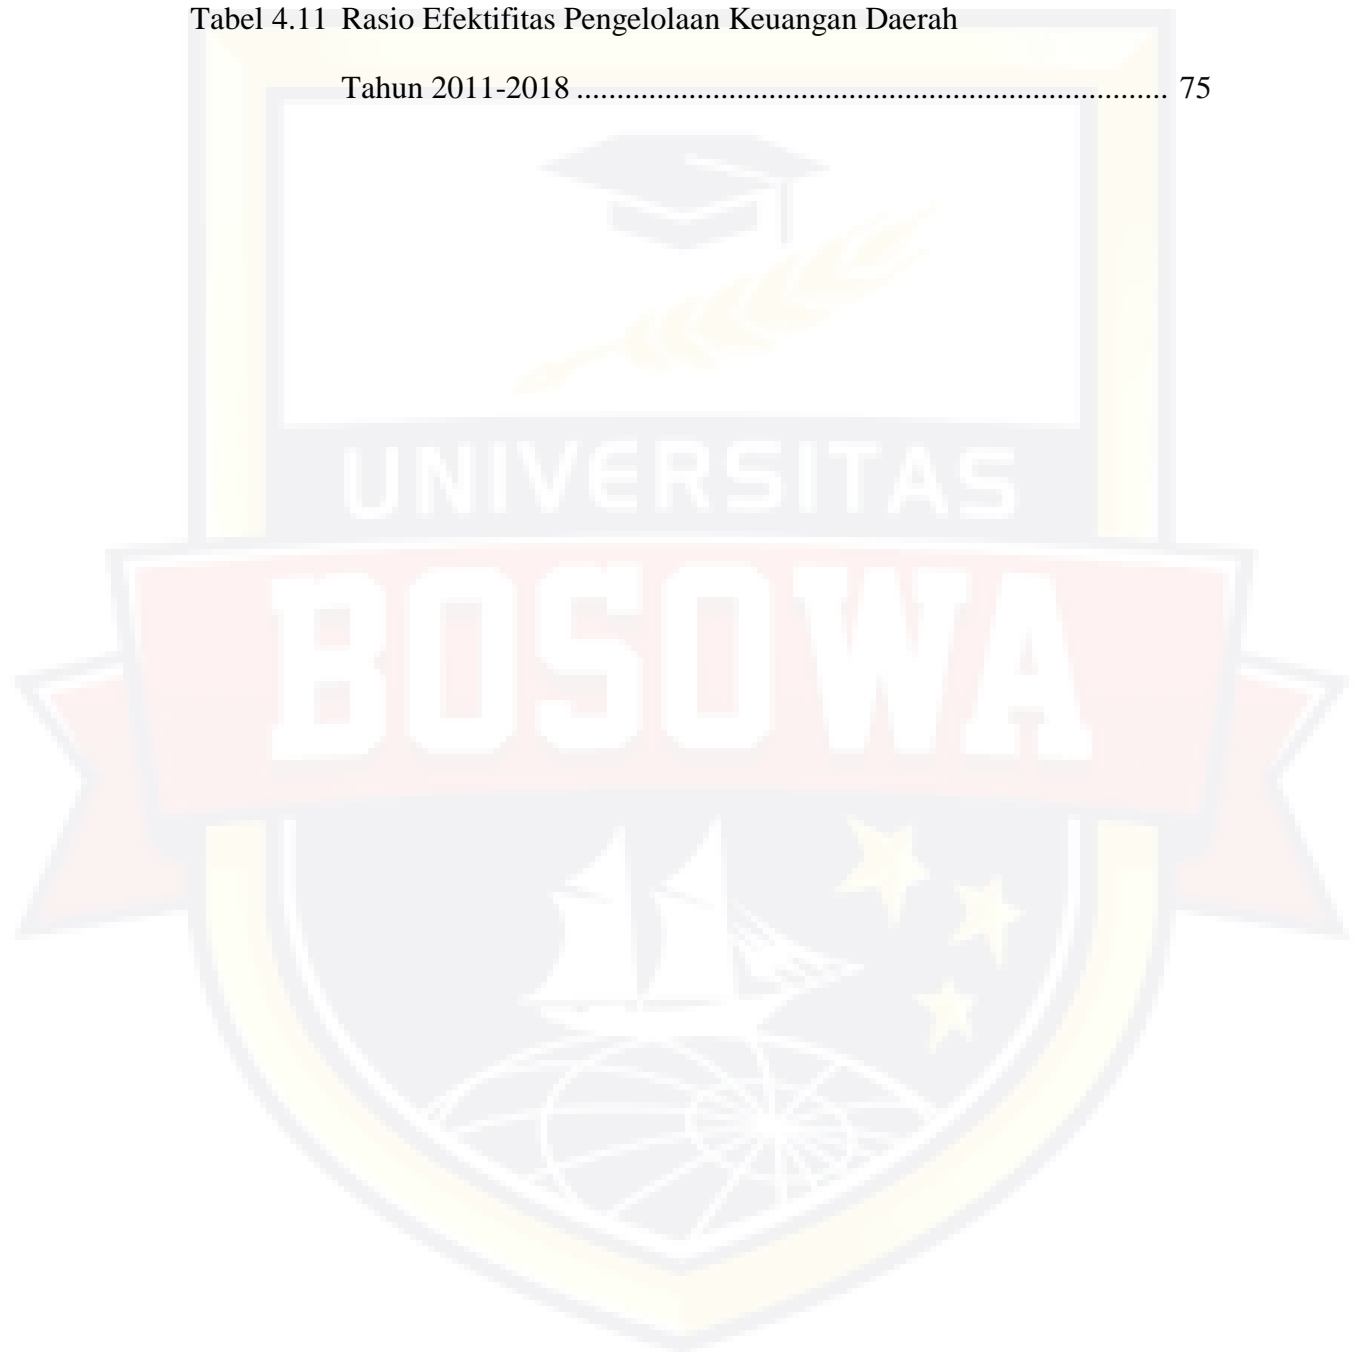 Tabel 4.11 Rasio Efektifitas Pengelolaan Keuangan Daerah
Tahun 2011-2018 .......................................................................... 75
UNIVERSITAS
BOSOWA